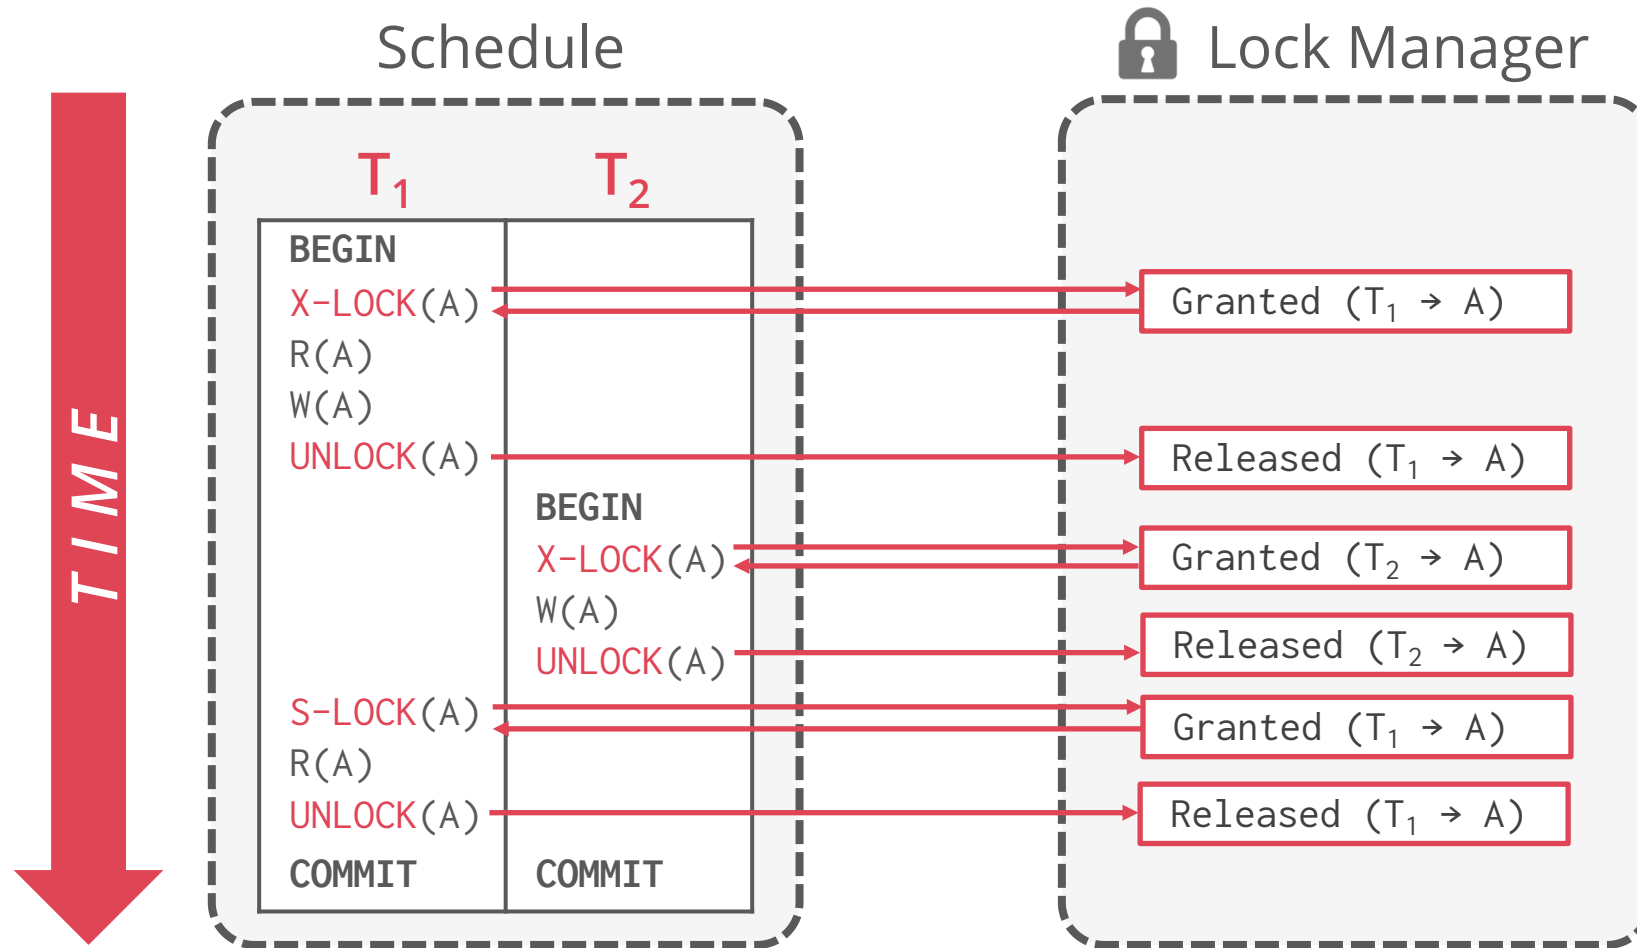 Schedule
Lock Manager
TIME
T₁ T₂
BEGIN
X-LOCK(A)
Granted (T₁ → A)
R(A)
W(A)
UNLOCK(A)
Released (T₁ → A)
BEGIN
X-LOCK(A)
Granted (T₂ → A)
W(A)
UNLOCK(A)
Released (T₂ → A)
S-LOCK(A)
Granted (T₁ → A)
R(A)
UNLOCK(A)
Released (T₁ → A)
COMMIT COMMIT